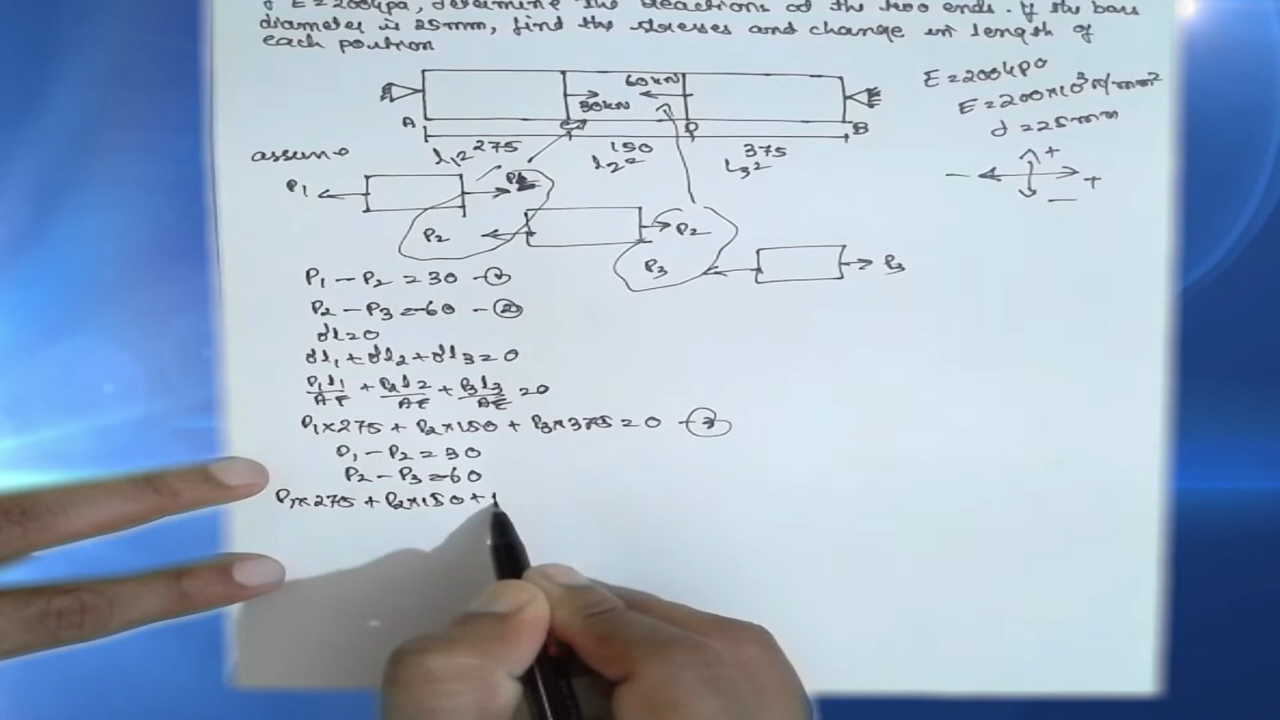 E=200Gpa, determine the reactions at the two ends. If the bar
diameter is 25mm, find the stresses and change in length of
each portion
60kN
30kN
A
C
D
B
E=200Gpa
E=200×10³N/mm²
d=25mm
l₁=275
150
l₂=
375
l₃=
assume
+
−
+
−
P₁
P₂
P₂
P₃
P₃
P₁ − P₂ = 30 –①
P₂ − P₃ = −60 –②
δl=0
δl₁ + δl₂ + δl₃ = 0
P₁l₁/AE + P₂l₂/AE + P₃l₃/AE = 0
P₁×275 + P₂×150 + P₃×375 = 0 –③
P₁ − P₂ = 30
P₂ − P₃ = −60
P₁×275 + P₂×150 +